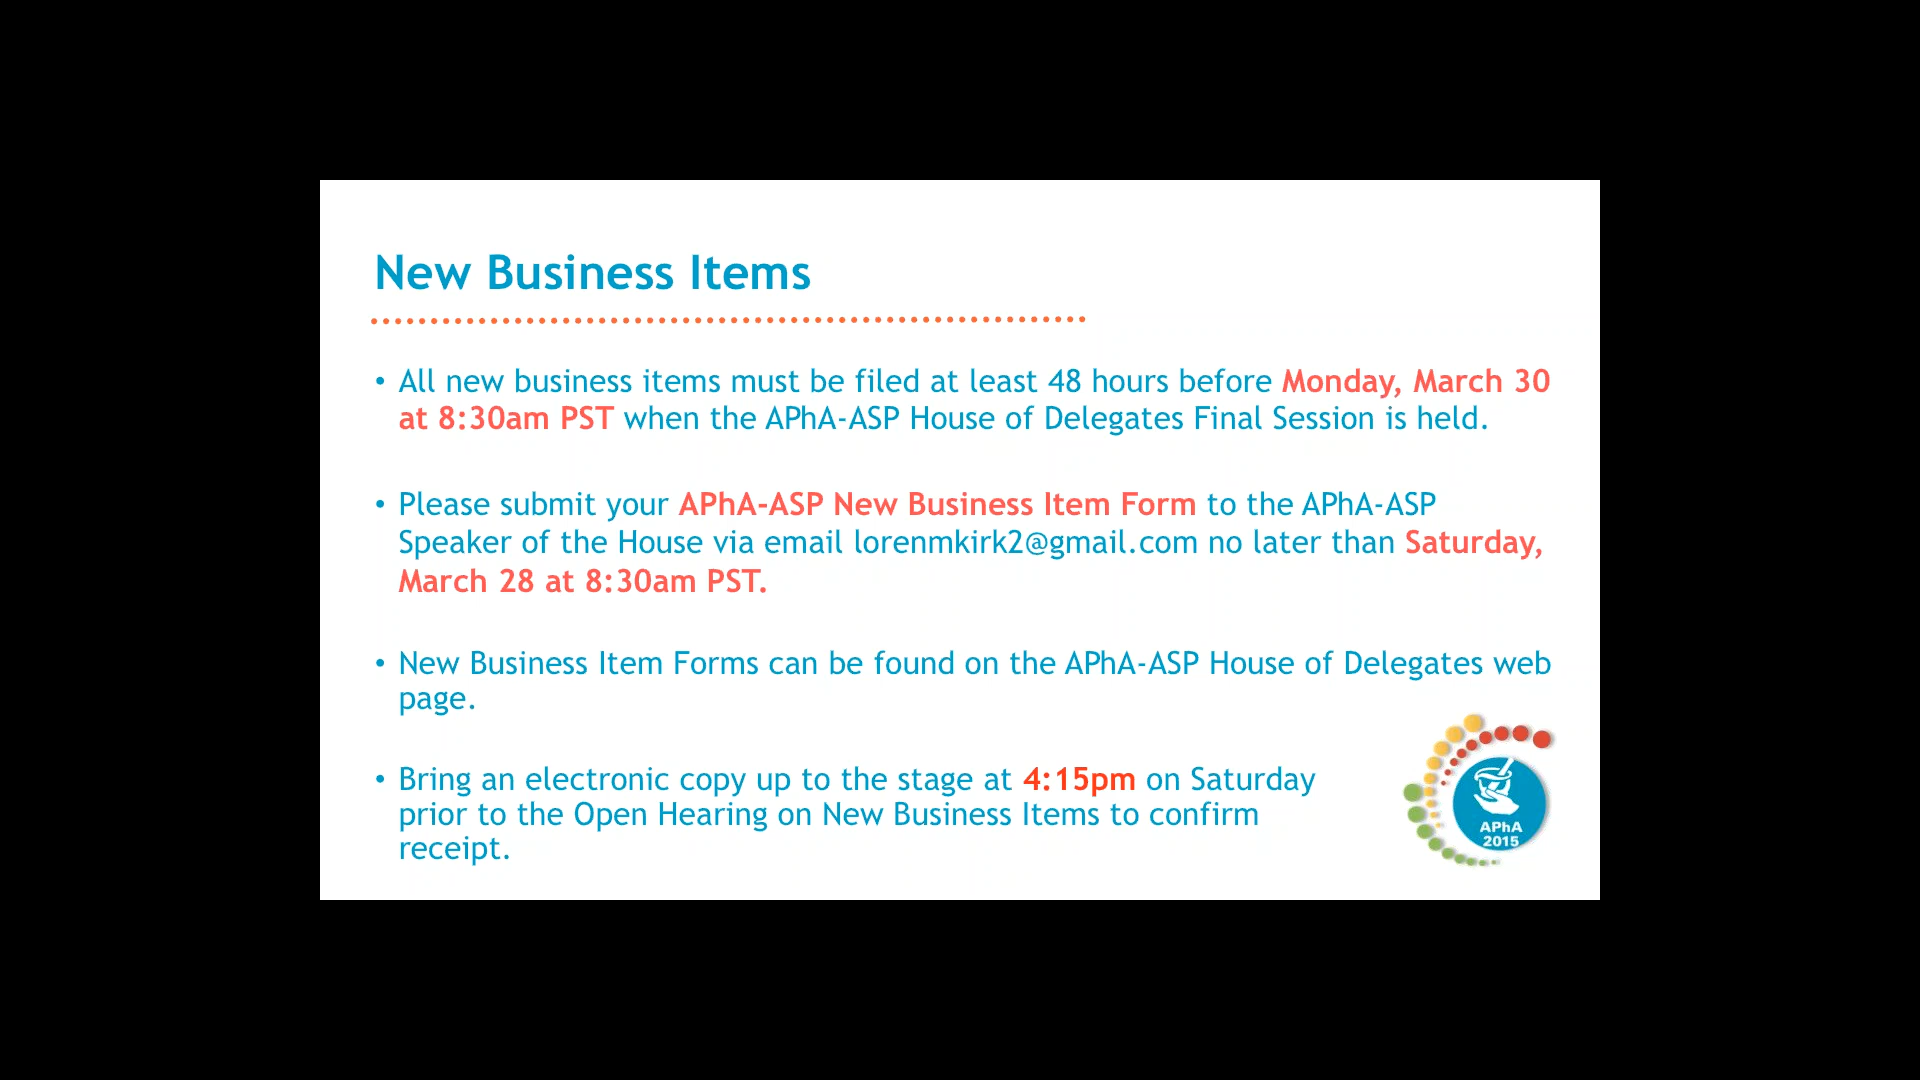 New Business Items
• All new business items must be filed at least 48 hours before Monday, March 30
at 8:30am PST when the APhA-ASP House of Delegates Final Session is held.
• Please submit your APhA-ASP New Business Item Form to the APhA-ASP
Speaker of the House via email lorenmkirk2@gmail.com no later than Saturday,
March 28 at 8:30am PST.
• New Business Item Forms can be found on the APhA-ASP House of Delegates web
page.
• Bring an electronic copy up to the stage at 4:15pm on Saturday
prior to the Open Hearing on New Business Items to confirm
receipt.
APhA
2015